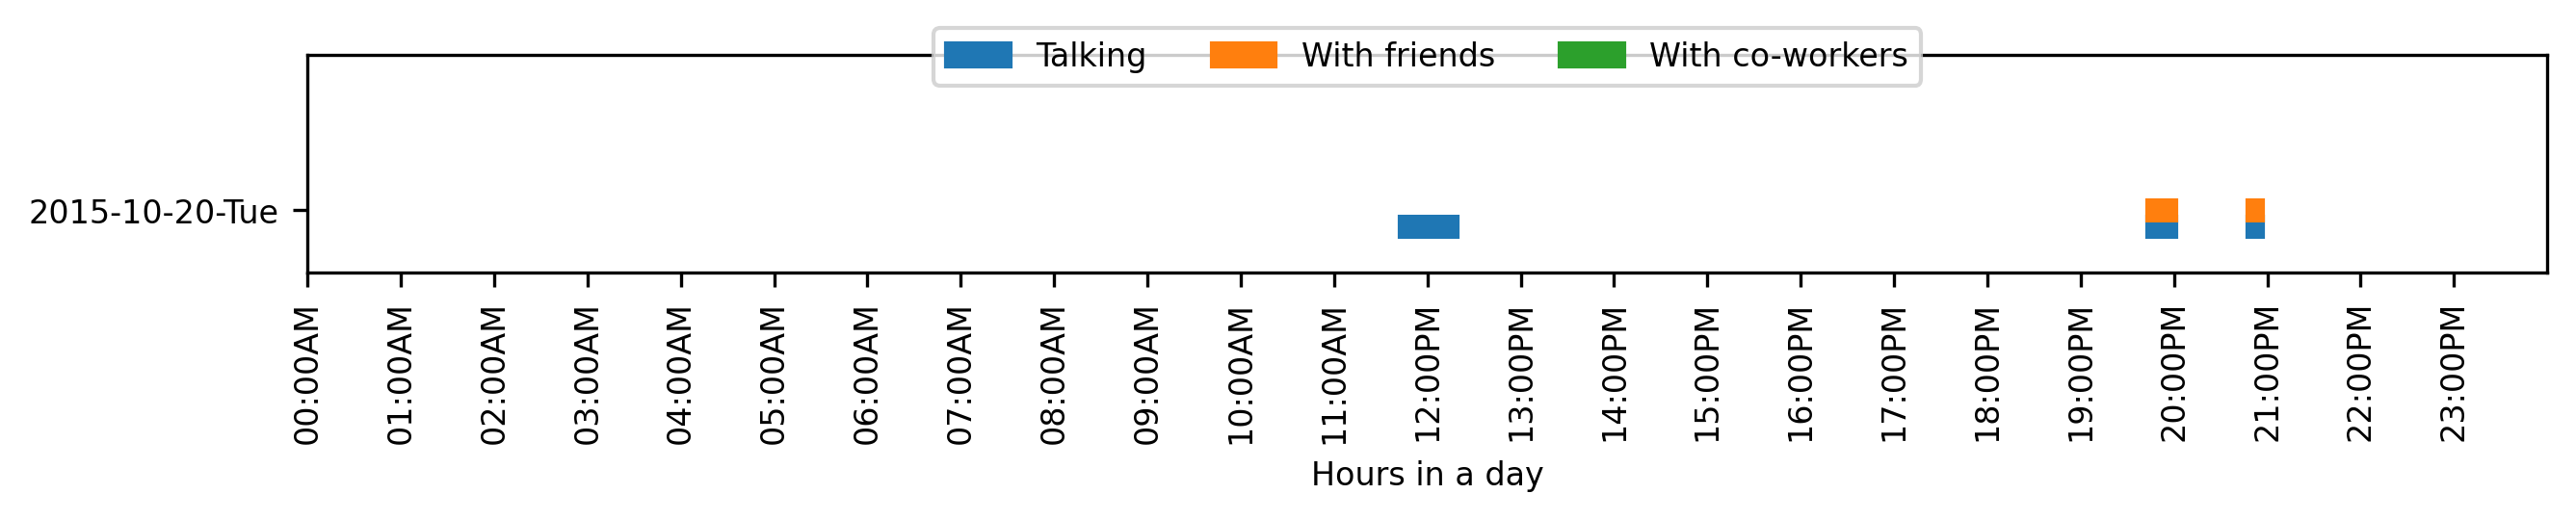 Talking With friends With co-workers
2015-10-20-Tue
00:00AM 01:00AM 02:00AM 03:00AM 04:00AM 05:00AM 06:00AM 07:00AM 08:00AM 09:00AM 10:00AM 11:00AM 12:00PM 13:00PM 14:00PM 15:00PM 16:00PM 17:00PM 18:00PM 19:00PM 20:00PM 21:00PM 22:00PM 23:00PM
Hours in a day